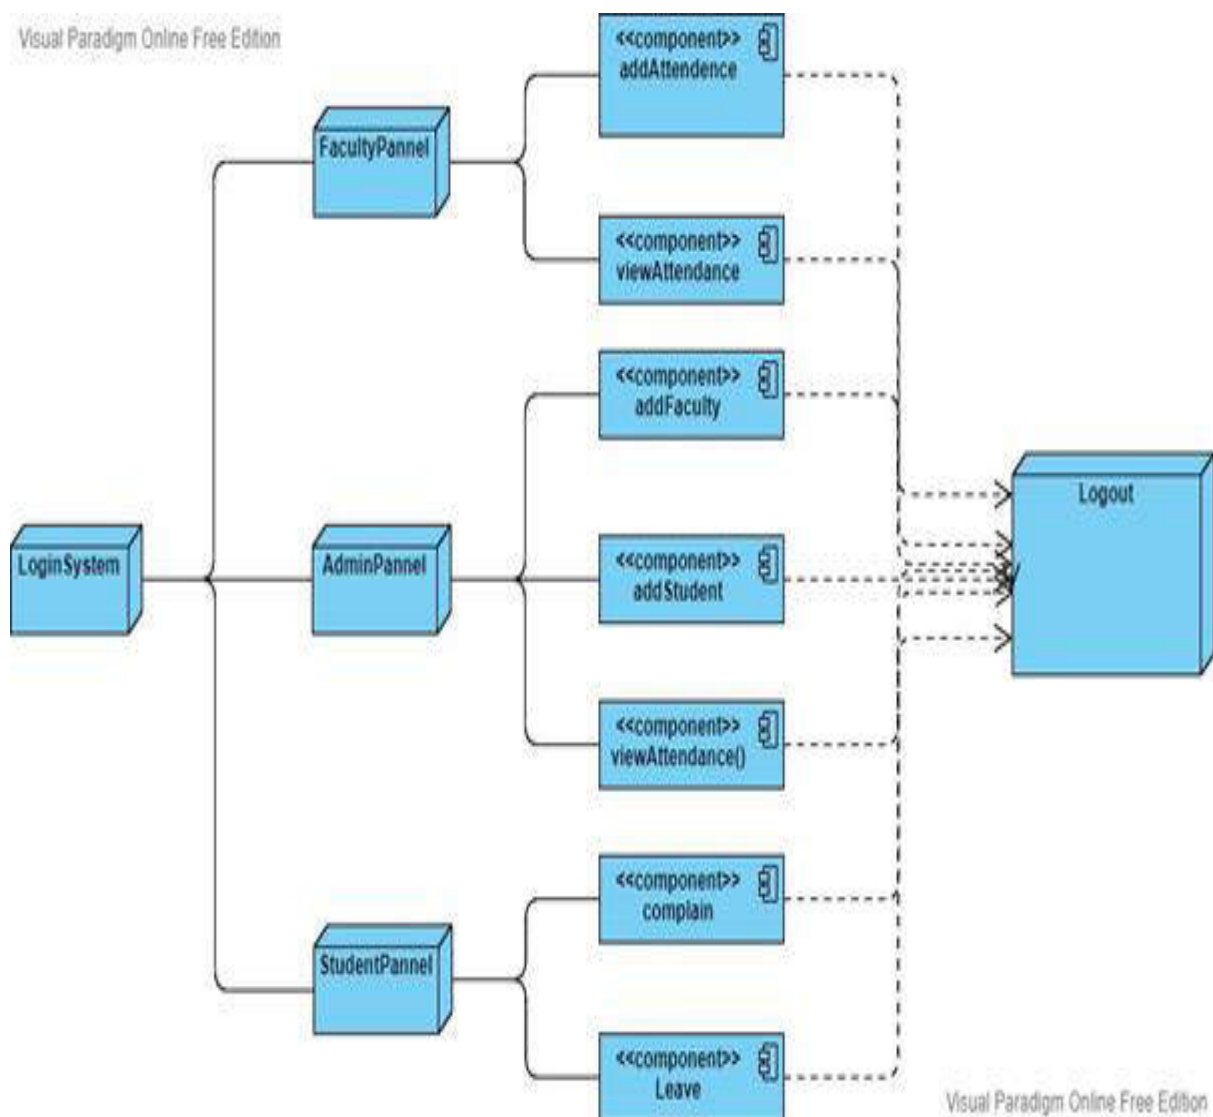 Visual Paradigm Online Free Edition
<<component>>
addAttendence
FacultyPannel
<<component>>
viewAttendance
<<component>>
addFaculty
Logout
LoginSystem
AdminPannel
<<component>>
addStudent
<<component>>
viewAttendance()
<<component>>
complain
StudentPannel
<<component>>
Leave
Visual Paradigm Online Free Edition